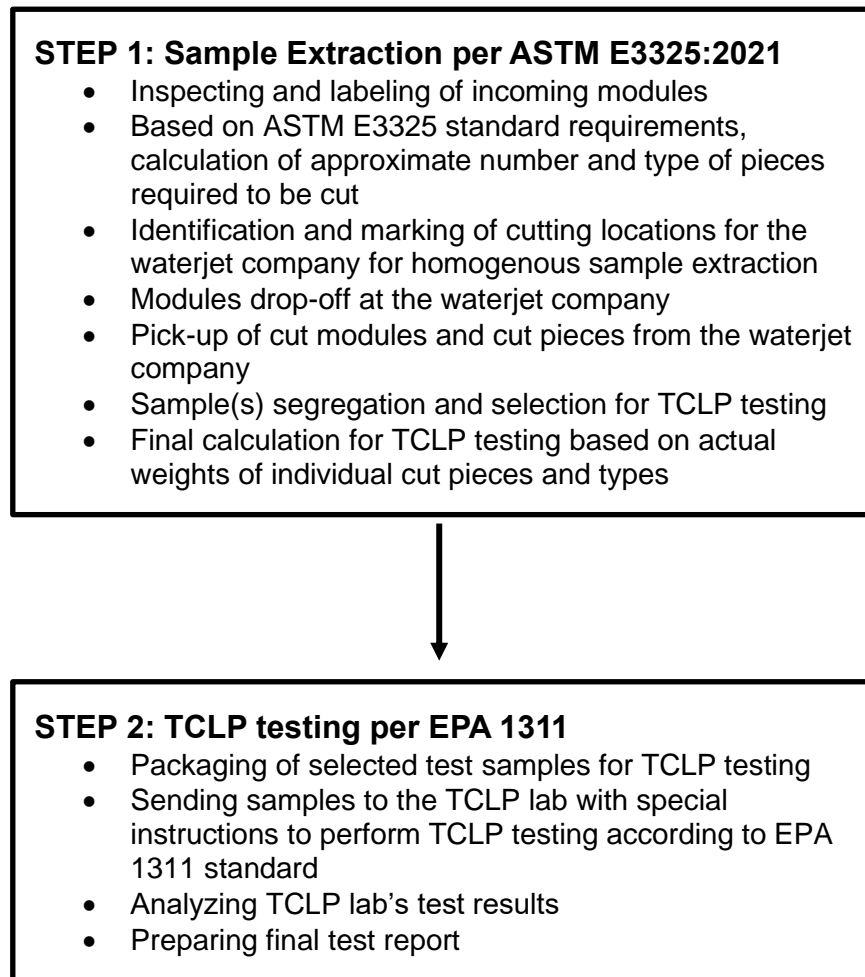 STEP 1: Sample Extraction per ASTM E3325:2021
• Inspecting and labeling of incoming modules
• Based on ASTM E3325 standard requirements,
calculation of approximate number and type of pieces
required to be cut
• Identification and marking of cutting locations for the
waterjet company for homogenous sample extraction
• Modules drop-off at the waterjet company
• Pick-up of cut modules and cut pieces from the waterjet
company
• Sample(s) segregation and selection for TCLP testing
• Final calculation for TCLP testing based on actual
weights of individual cut pieces and types
STEP 2: TCLP testing per EPA 1311
• Packaging of selected test samples for TCLP testing
• Sending samples to the TCLP lab with special
instructions to perform TCLP testing according to EPA
1311 standard
• Analyzing TCLP lab's test results
• Preparing final test report